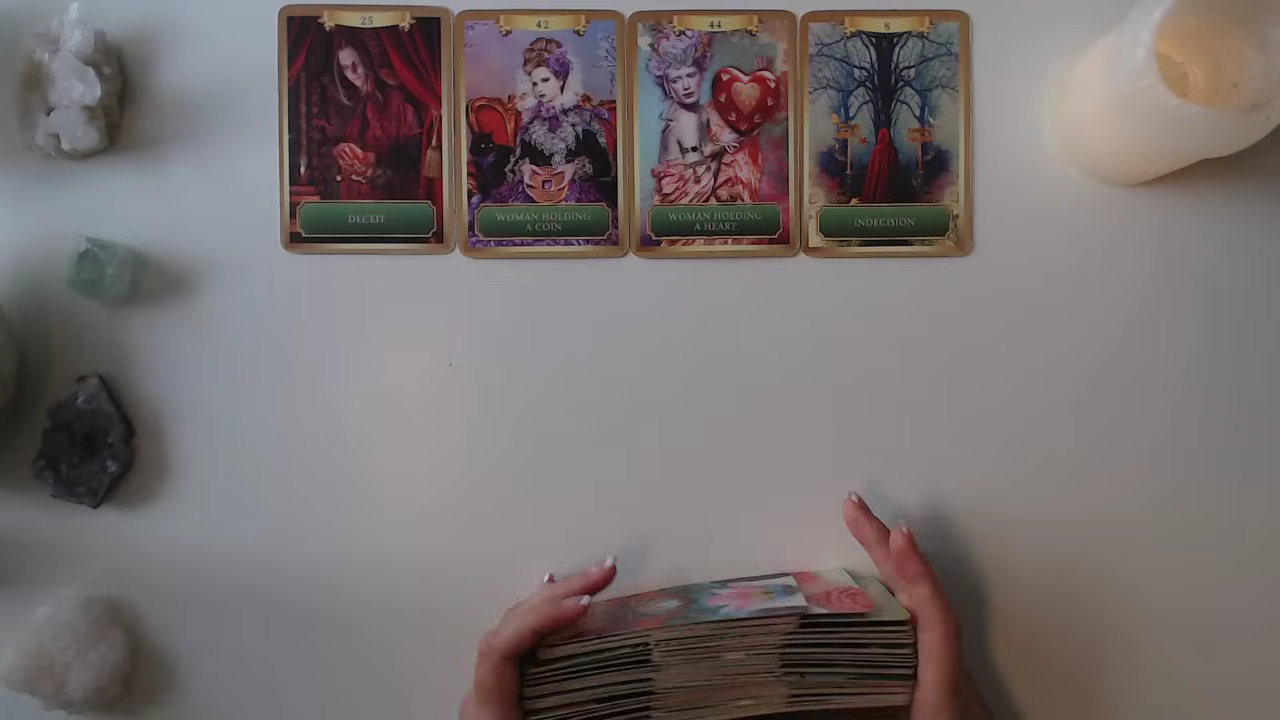 25
DECEIT
42
WOMAN HOLDING
A COIN
44
WOMAN HOLDING
A HEART
8
INDECISION